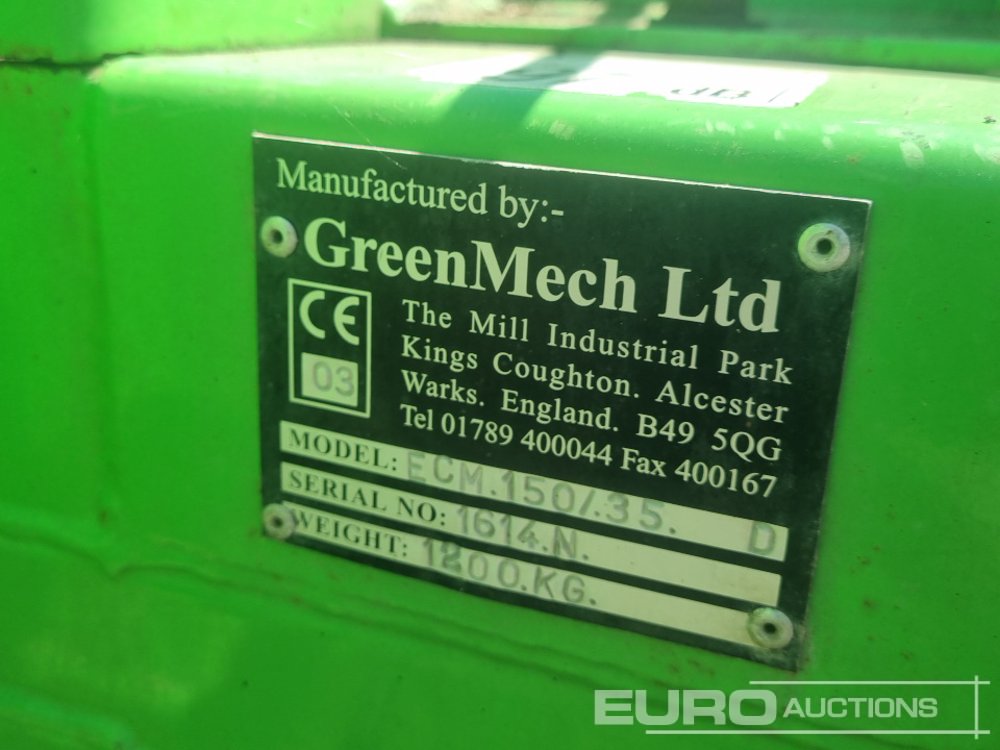 Manufactured by:-
GreenMech Ltd
CE
03
The Mill Industrial Park
Kings Coughton. Alcester
Warks. England. B49 5QG
Tel 01789 400044 Fax 400167
MODEL: ECM.150/.35. D
SERIAL NO: 1614.N.
WEIGHT: 1200.KG.
EURO AUCTIONS